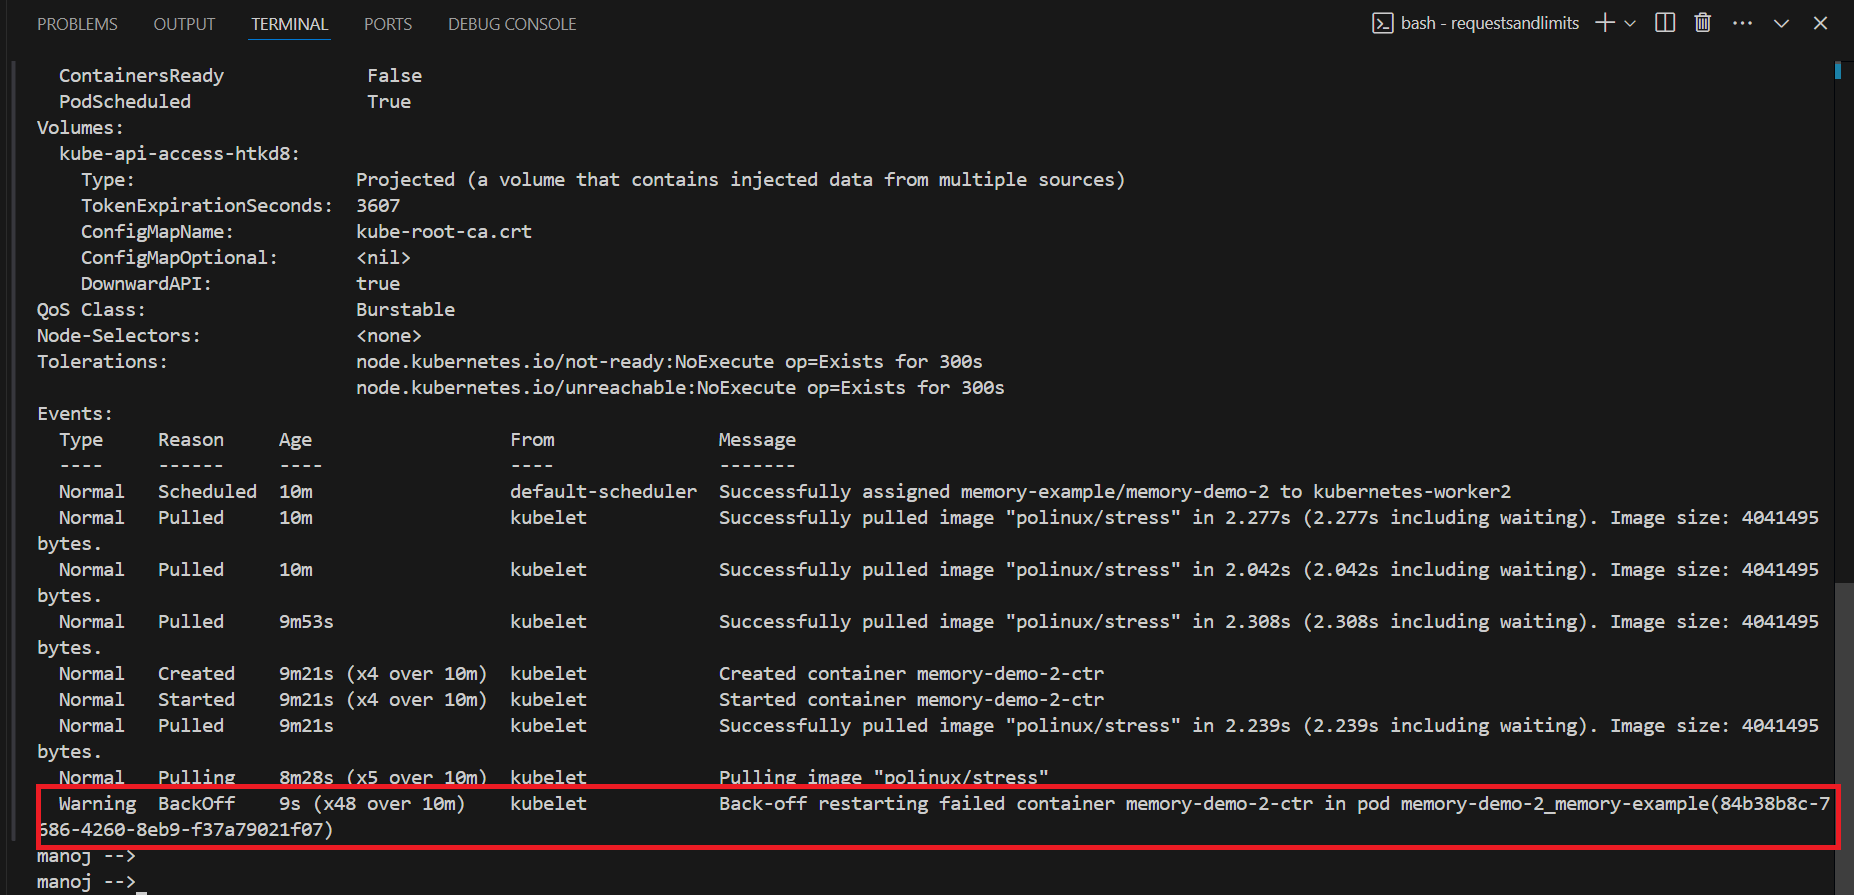 PROBLEMS OUTPUT TERMINAL PORTS DEBUG CONSOLE bash - requestsandlimits
ContainersReady False
PodScheduled True
Volumes:
kube-api-access-htkd8:
Type: Projected (a volume that contains injected data from multiple sources)
TokenExpirationSeconds: 3607
ConfigMapName: kube-root-ca.crt
ConfigMapOptional: <nil>
DownwardAPI: true
QoS Class: Burstable
Node-Selectors: <none>
Tolerations: node.kubernetes.io/not-ready:NoExecute op=Exists for 300s
node.kubernetes.io/unreachable:NoExecute op=Exists for 300s
Events:
Type Reason Age From Message
---- ------ ---- ---- -------
Normal Scheduled 10m default-scheduler Successfully assigned memory-example/memory-demo-2 to kubernetes-worker2
Normal Pulled 10m kubelet Successfully pulled image "polinux/stress" in 2.277s (2.277s including waiting). Image size: 4041495
bytes.
Normal Pulled 10m kubelet Successfully pulled image "polinux/stress" in 2.042s (2.042s including waiting). Image size: 4041495
bytes.
Normal Pulled 9m53s kubelet Successfully pulled image "polinux/stress" in 2.308s (2.308s including waiting). Image size: 4041495
bytes.
Normal Created 9m21s (x4 over 10m) kubelet Created container memory-demo-2-ctr
Normal Started 9m21s (x4 over 10m) kubelet Started container memory-demo-2-ctr
Normal Pulled 9m21s kubelet Successfully pulled image "polinux/stress" in 2.239s (2.239s including waiting). Image size: 4041495
bytes.
Normal Pulling 8m28s (x5 over 10m) kubelet Pulling image "polinux/stress"
Warning BackOff 9s (x48 over 10m) kubelet Back-off restarting failed container memory-demo-2-ctr in pod memory-demo-2_memory-example(84b38b8c-7
686-4260-8eb9-f37a79021f07)
manoj -->
manoj -->